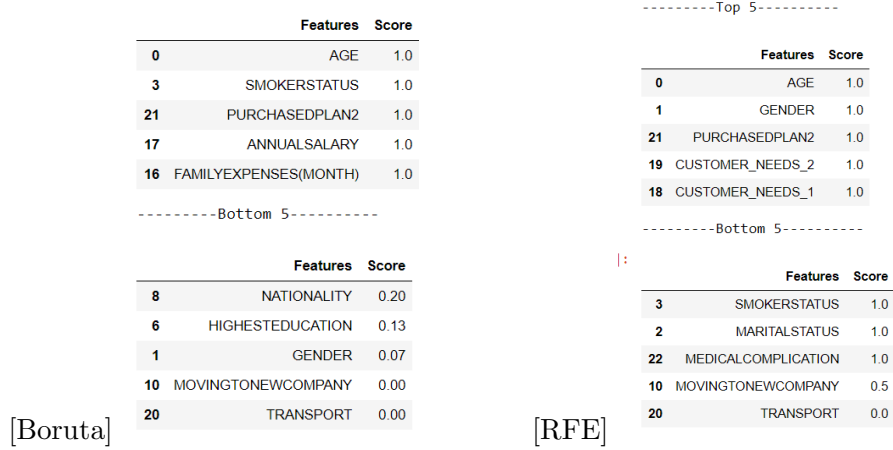 Features Score
0 AGE 1.0
3 SMOKERSTATUS 1.0
21 PURCHASEDPLAN2 1.0
17 ANNUALSALARY 1.0
16 FAMILYEXPENSES(MONTH) 1.0
---------Bottom 5----------
Features Score
8 NATIONALITY 0.20
6 HIGHESTEDUCATION 0.13
1 GENDER 0.07
10 MOVINGTONEWCOMPANY 0.00
20 TRANSPORT 0.00
[Boruta]
---------Top 5----------
Features Score
0 AGE 1.0
1 GENDER 1.0
21 PURCHASEDPLAN2 1.0
19 CUSTOMER_NEEDS_2 1.0
18 CUSTOMER_NEEDS_1 1.0
---------Bottom 5----------
]:
Features Score
3 SMOKERSTATUS 1.0
2 MARITALSTATUS 1.0
22 MEDICALCOMPLICATION 1.0
10 MOVINGTONEWCOMPANY 0.5
20 TRANSPORT 0.0
[RFE]